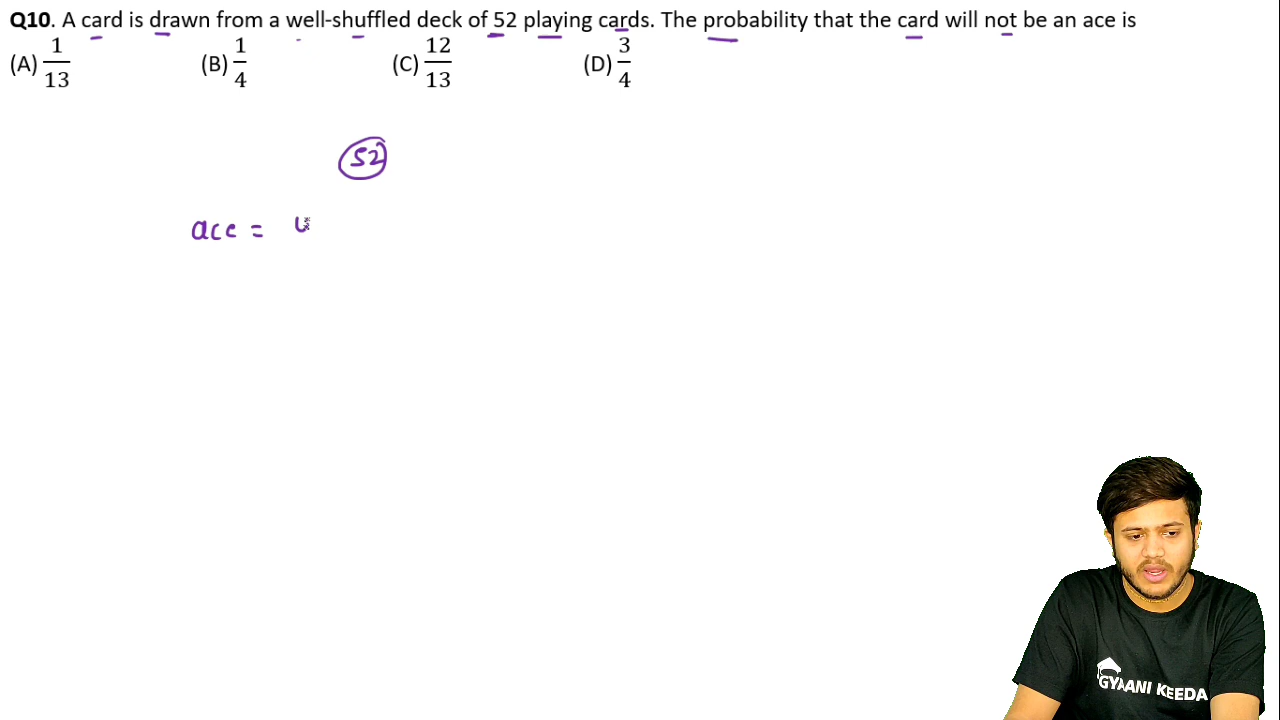 Q10. A card is drawn from a well-shuffled deck of 52 playing cards. The probability that the card will not be an ace is
(A) 1/13 (B) 1/4 (C) 12/13 (D) 3/4
52
ace = 4
GYAANI KEEDA